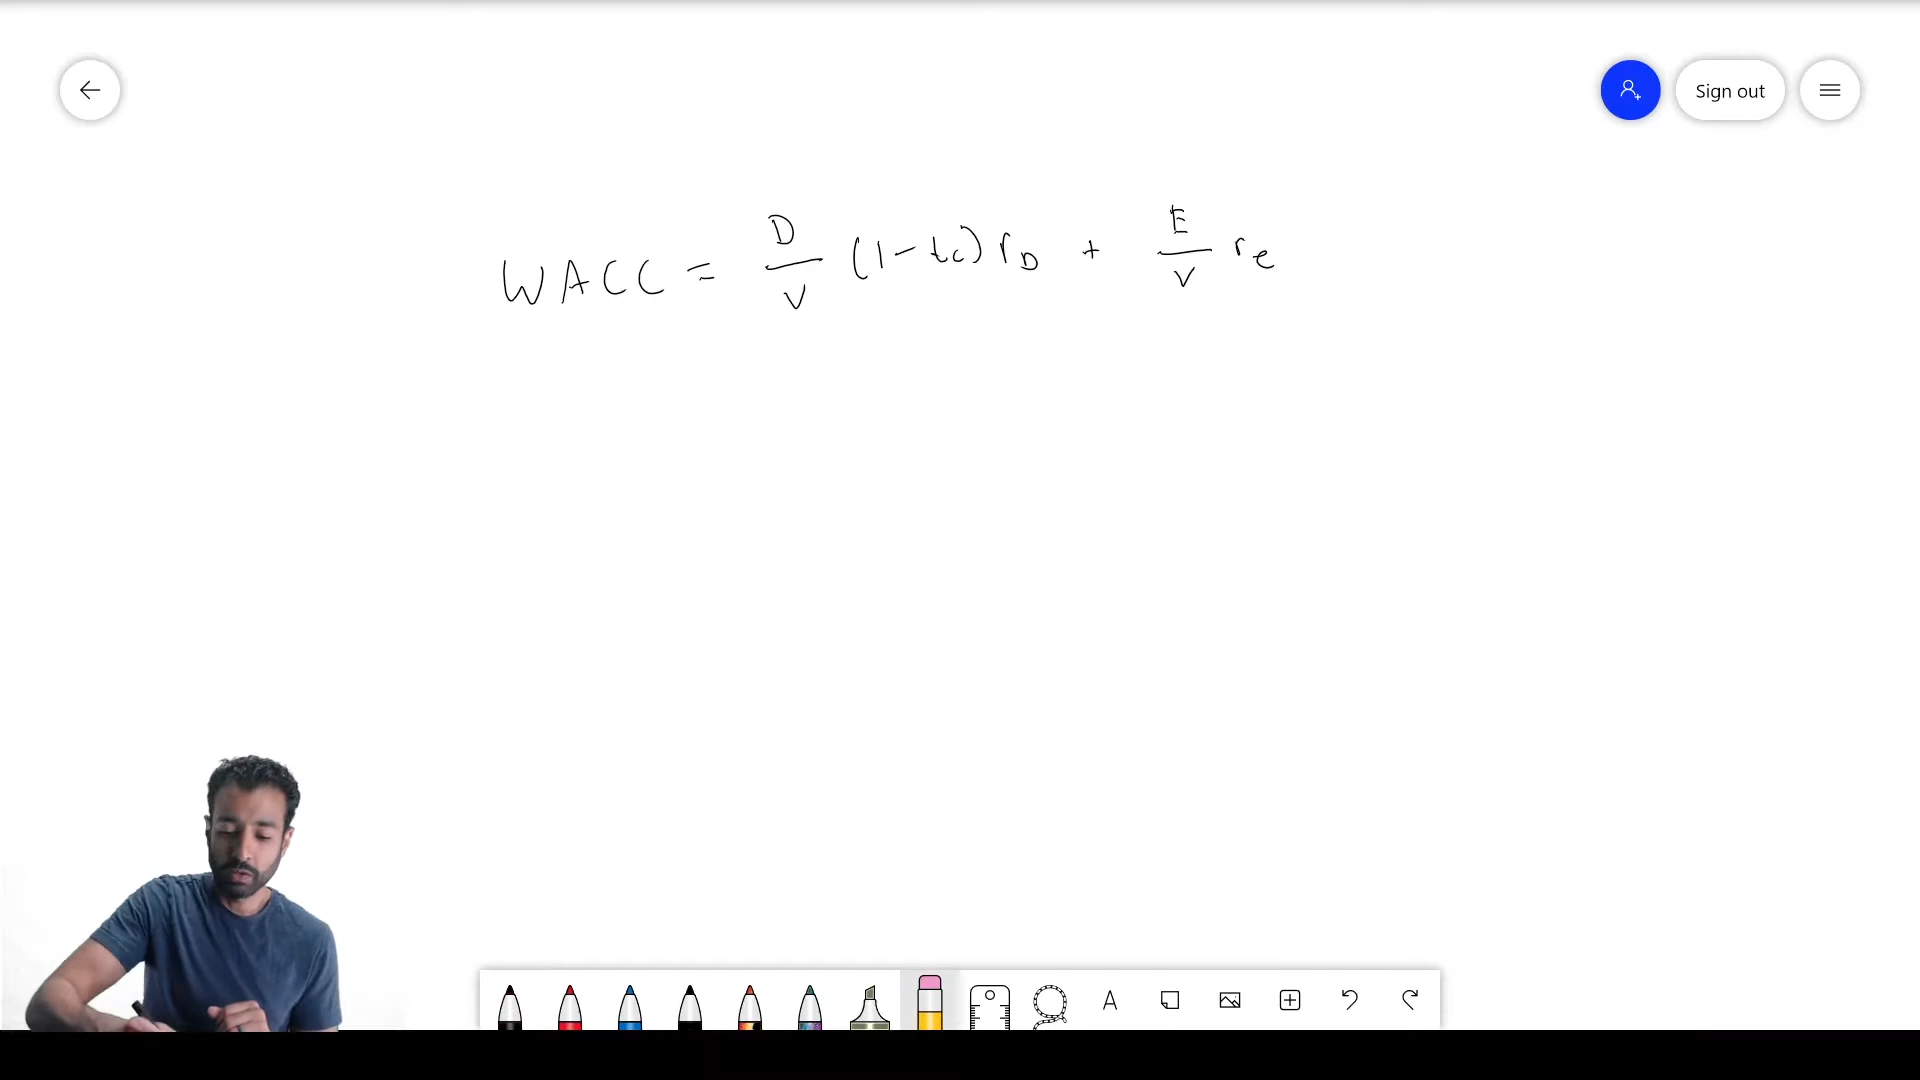 Sign out
WACC = D/V (1-tc) rD + E/V re
A